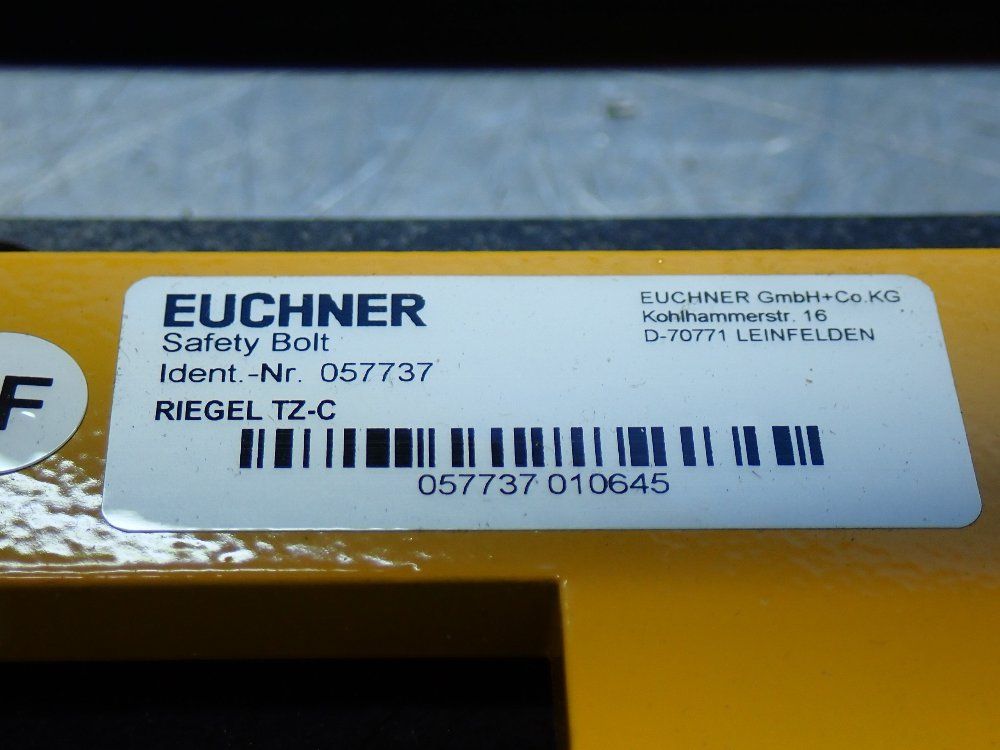 EUCHNER
Safety Bolt
Ident.-Nr. 057737
RIEGEL TZ-C
EUCHNER GmbH+Co.KG
Kohlhammerstr. 16
D-70771 LEINFELDEN
057737 010645
F